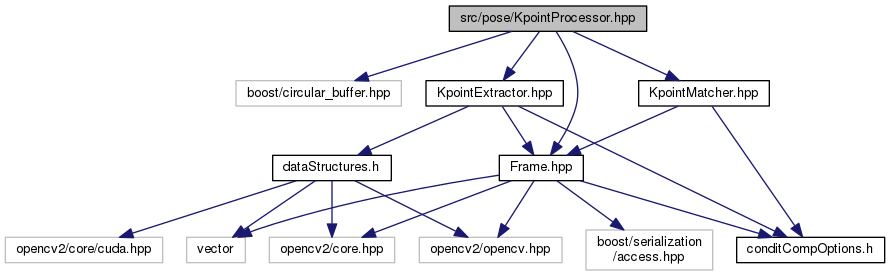 src/pose/KpointProcessor.hpp
boost/circular_buffer.hpp
KpointExtractor.hpp
KpointMatcher.hpp
dataStructures.h
Frame.hpp
opencv2/core/cuda.hpp
vector
opencv2/core.hpp
opencv2/opencv.hpp
boost/serialization
/access.hpp
conditCompOptions.h